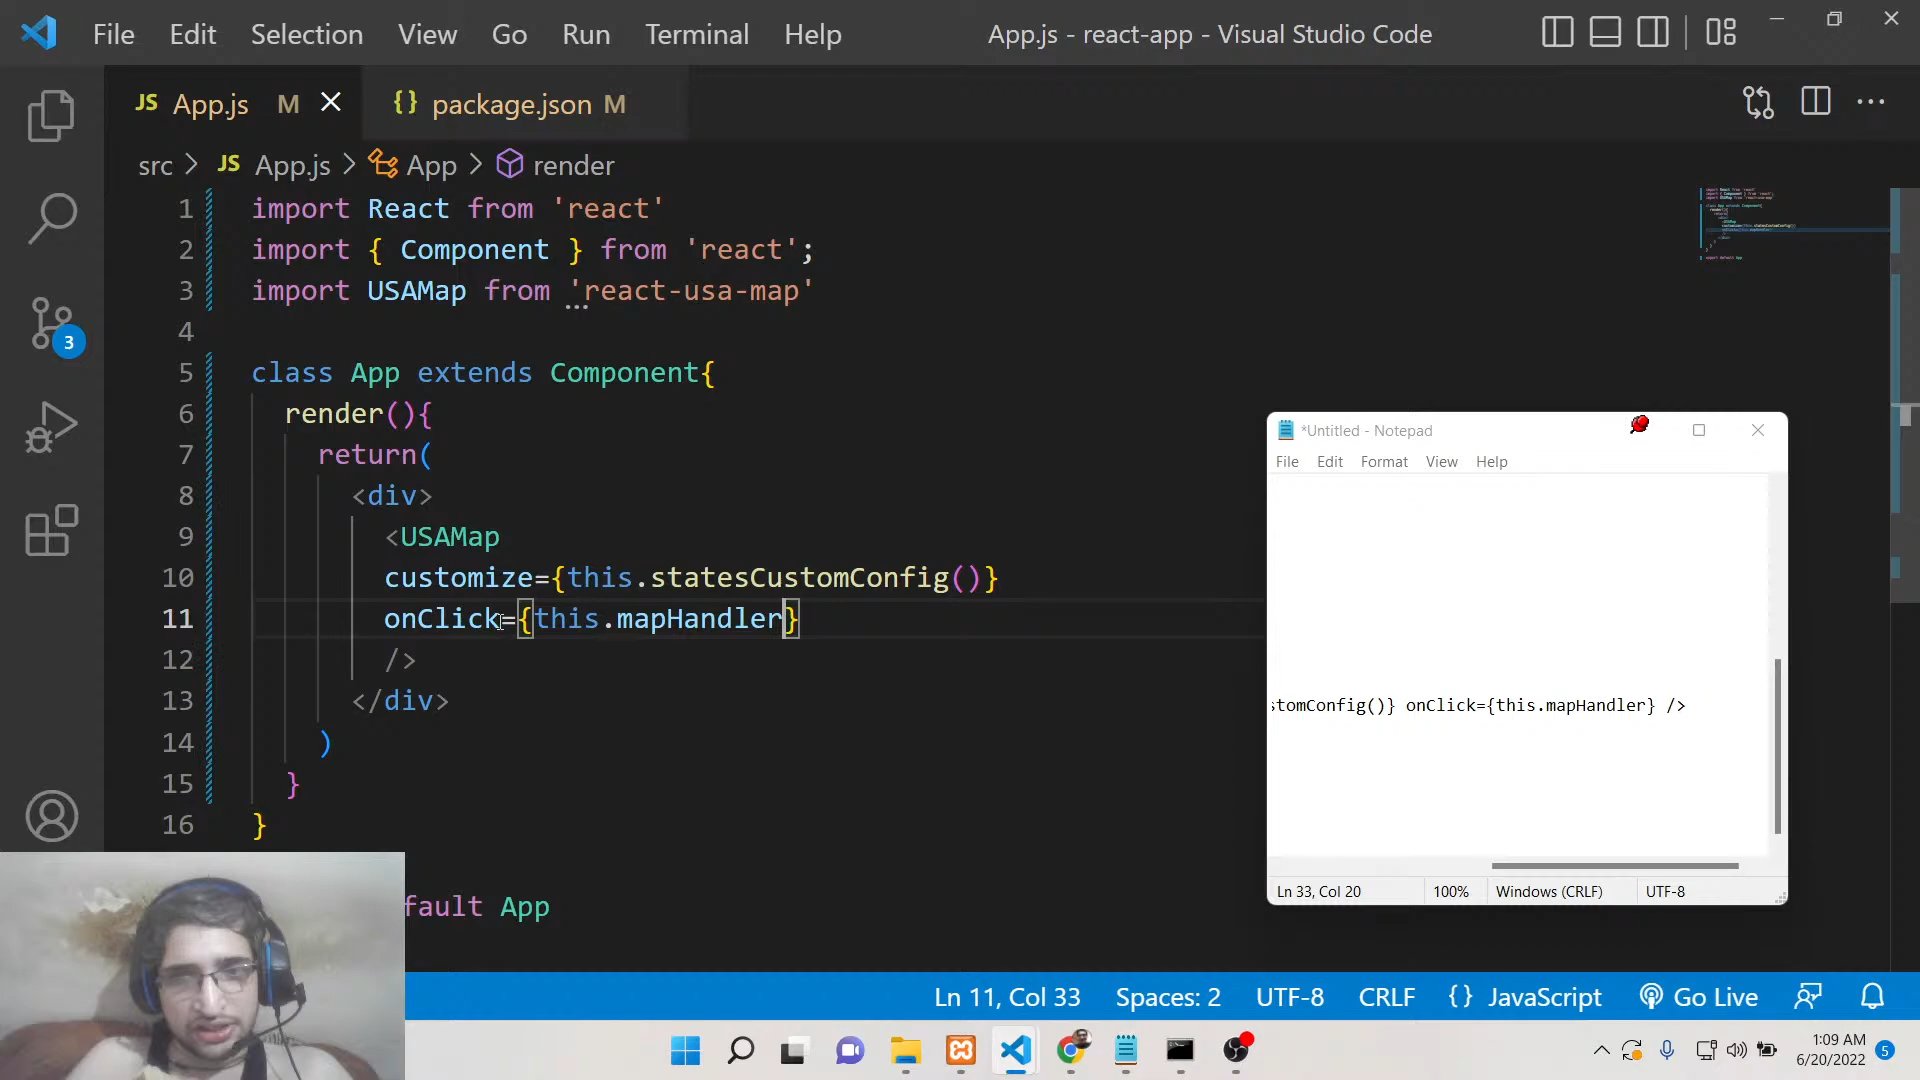 File Edit Selection View Go Run Terminal Help App.js - react-app - Visual Studio Code
JS App.js M {} package.json M
src > JS App.js > App > render
1 import React from 'react'
2 import { Component } from 'react';
3 import USAMap from 'react-usa-map'
4
5 class App extends Component{
6 render(){
7 return(
8 <div>
9 <USAMap
10 customize={this.statesCustomConfig()}
11 onClick={this.mapHandler}
12 />
13 </div>
14 )
15 }
16 }
fault App
3
*Untitled - Notepad
File Edit Format View Help
stomConfig()} onClick={this.mapHandler} />
Ln 33, Col 20 100% Windows (CRLF) UTF-8
Ln 11, Col 33 Spaces: 2 UTF-8 CRLF {} JavaScript Go Live
1:09 AM
6/20/2022
5